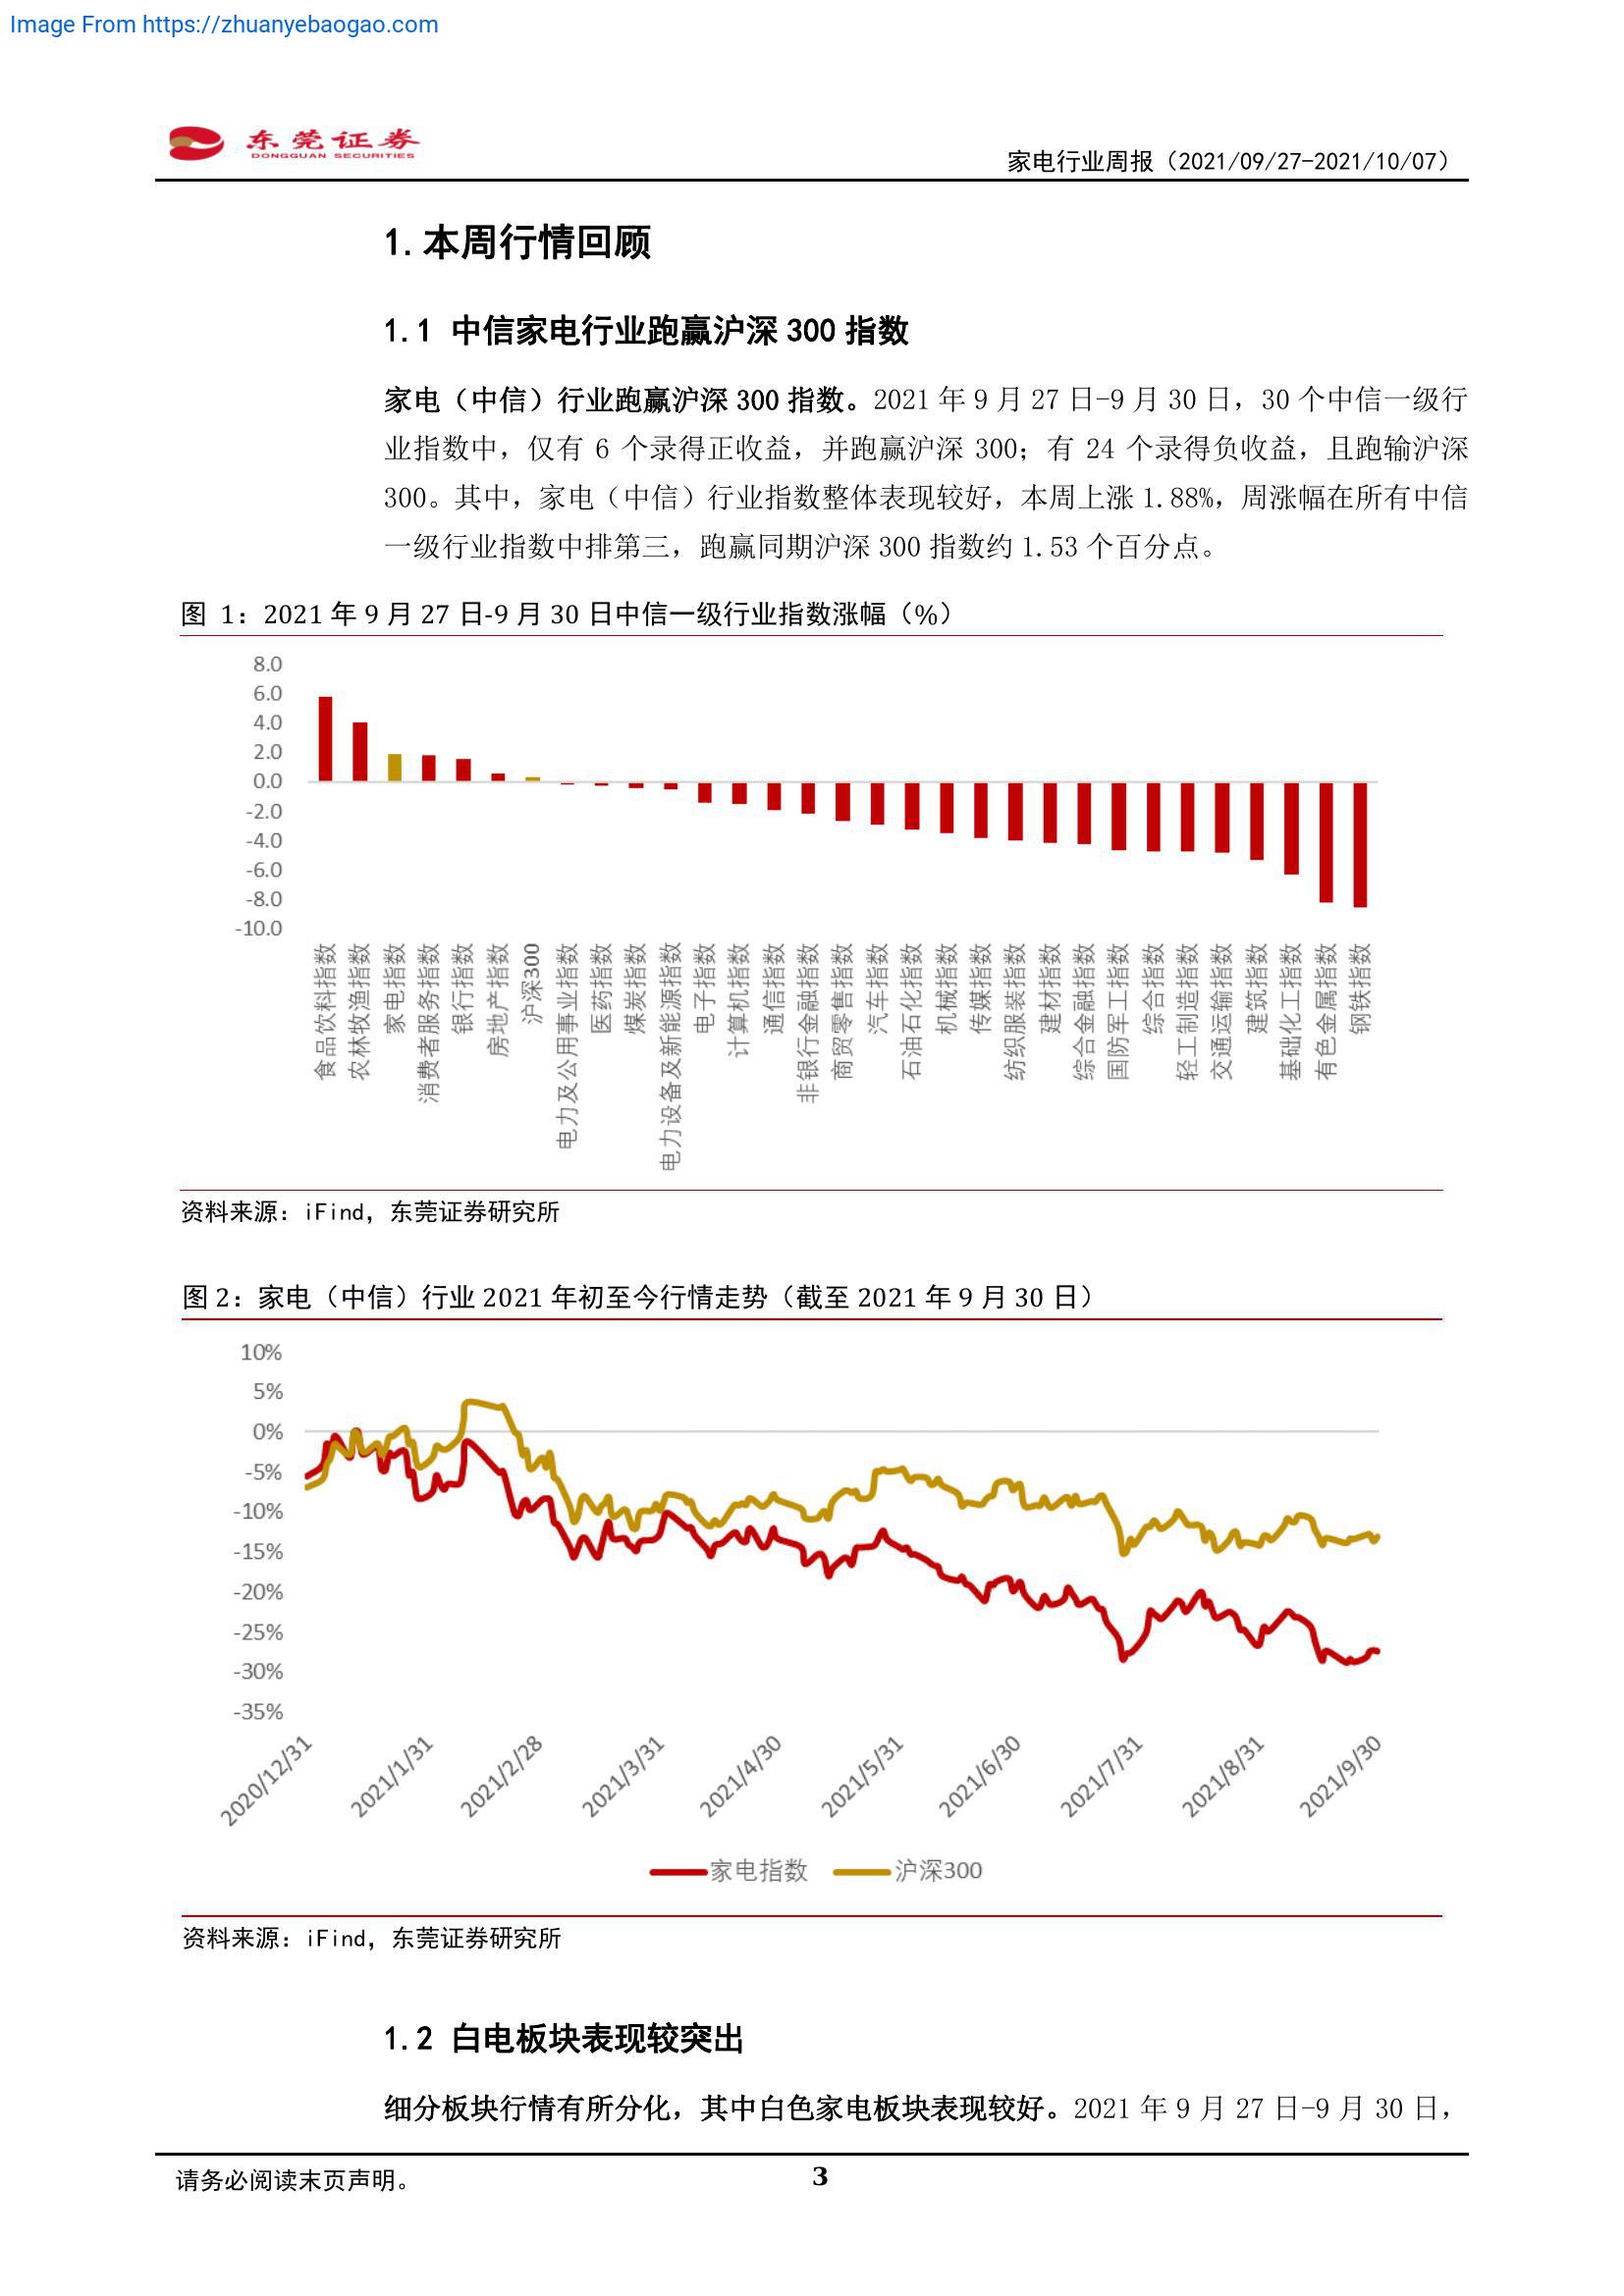 Image From https://zhuanyebaogao.com
东莞证券
DONGGUAN SECURITIES
家电行业周报（2021/09/27-2021/10/07）
1.本周行情回顾
1.1 中信家电行业跑赢沪深 300 指数
家电（中信）行业跑赢沪深 300 指数。2021 年 9 月 27 日-9 月 30 日，30 个中信一级行
业指数中，仅有 6 个录得正收益，并跑赢沪深 300；有 24 个录得负收益，且跑输沪深
300。其中，家电（中信）行业指数整体表现较好，本周上涨 1.88%，周涨幅在所有中信
一级行业指数中排第三，跑赢同期沪深 300 指数约 1.53 个百分点。
图 1：2021 年 9 月 27 日-9 月 30 日中信一级行业指数涨幅（%）
8.0
6.0
4.0
2.0
0.0
-2.0
-4.0
-6.0
-8.0
-10.0
食品饮料指数
农林牧渔指数
家电指数
消费者服务指数
银行指数
房地产指数
沪深300
电力及公用事业指数
医药指数
煤炭指数
电力设备及新能源指数
电子指数
计算机指数
通信指数
非银行金融指数
商贸零售指数
汽车指数
石油石化指数
机械指数
传媒指数
纺织服装指数
建材指数
综合金融指数
国防军工指数
综合指数
轻工制造指数
交通运输指数
建筑指数
基础化工指数
有色金属指数
钢铁指数
资料来源：iFind，东莞证券研究所
图 2：家电（中信）行业 2021 年初至今行情走势（截至 2021 年 9 月 30 日）
10%
5%
0%
-5%
-10%
-15%
-20%
-25%
-30%
-35%
2020/12/31
2021/1/31
2021/2/28
2021/3/31
2021/4/30
2021/5/31
2021/6/30
2021/7/31
2021/8/31
2021/9/30
家电指数 沪深300
资料来源：iFind，东莞证券研究所
1.2 白电板块表现较突出
细分板块行情有所分化，其中白色家电板块表现较好。2021 年 9 月 27 日-9 月 30 日，
请务必阅读末页声明。
3